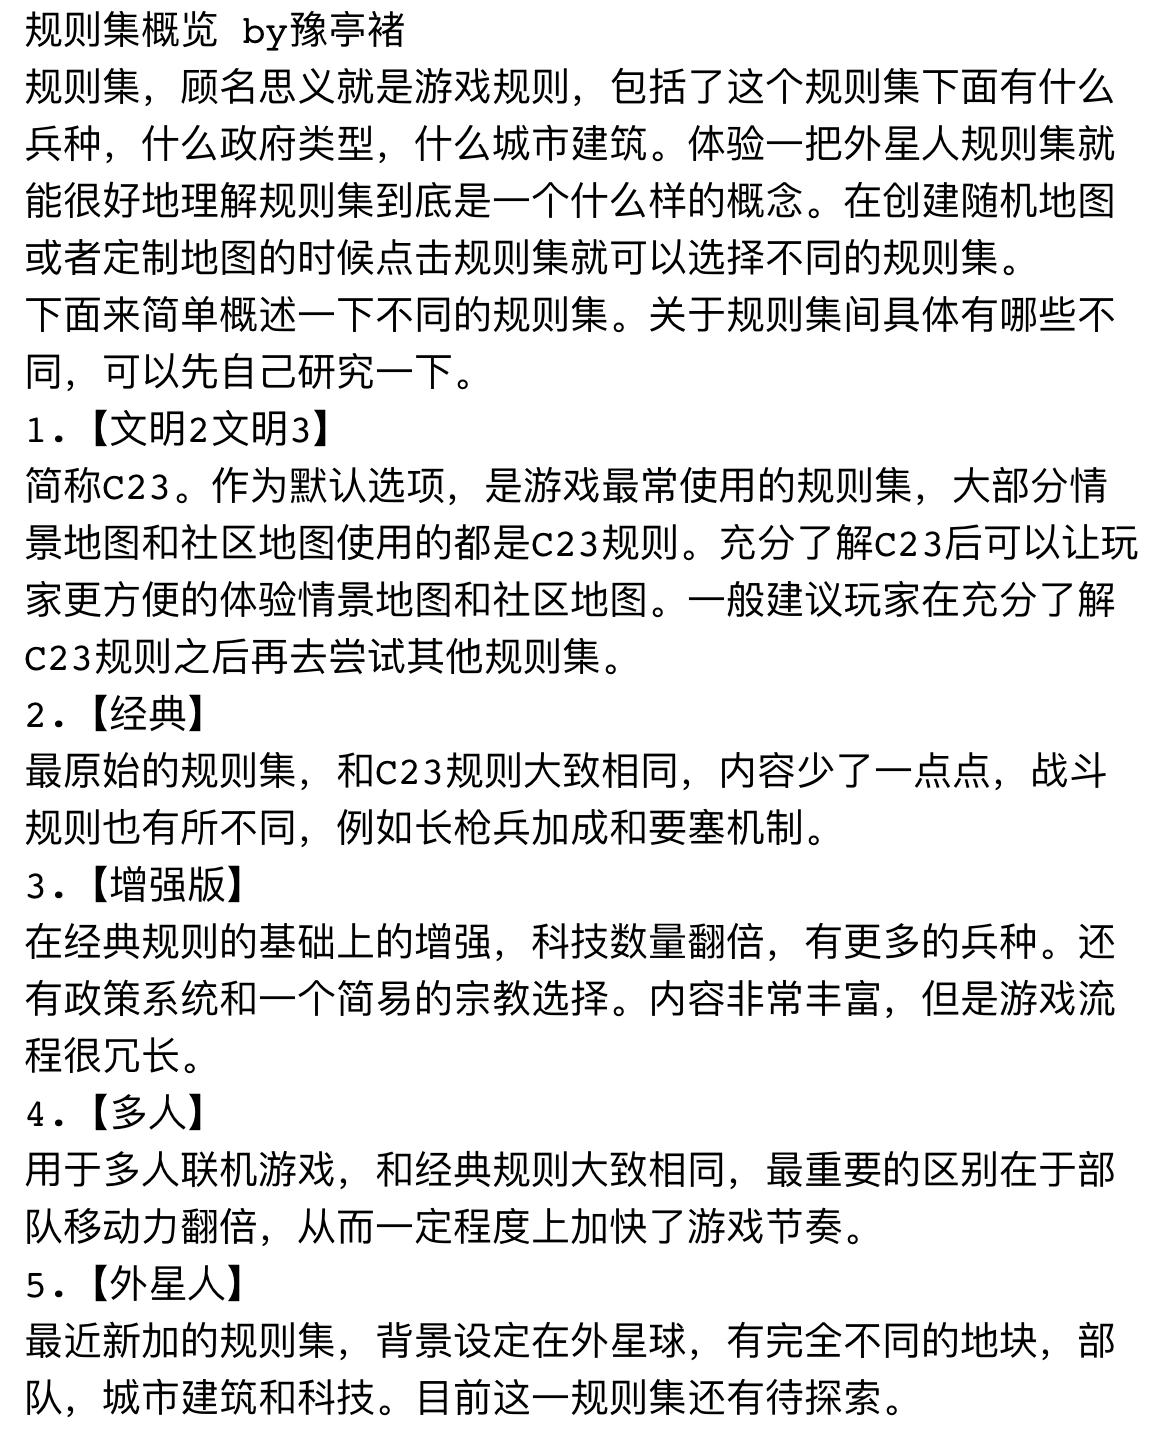 规则集概览 by豫亭褚
规则集，顾名思义就是游戏规则，包括了这个规则集下面有什么
兵种，什么政府类型，什么城市建筑。体验一把外星人规则集就
能很好地理解规则集到底是一个什么样的概念。在创建随机地图
或者定制地图的时候点击规则集就可以选择不同的规则集。
下面来简单概述一下不同的规则集。关于规则集间具体有哪些不
同，可以先自己研究一下。
1.【文明2文明3】
简称C23。作为默认选项，是游戏最常使用的规则集，大部分情
景地图和社区地图使用的都是C23规则。充分了解C23后可以让玩
家更方便的体验情景地图和社区地图。一般建议玩家在充分了解
C23规则之后再去尝试其他规则集。
2.【经典】
最原始的规则集，和C23规则大致相同，内容少了一点点，战斗
规则也有所不同，例如长枪兵加成和要塞机制。
3.【增强版】
在经典规则的基础上的增强，科技数量翻倍，有更多的兵种。还
有政策系统和一个简易的宗教选择。内容非常丰富，但是游戏流
程很冗长。
4.【多人】
用于多人联机游戏，和经典规则大致相同，最重要的区别在于部
队移动力翻倍，从而一定程度上加快了游戏节奏。
5.【外星人】
最近新加的规则集，背景设定在外星球，有完全不同的地块，部
队，城市建筑和科技。目前这一规则集还有待探索。